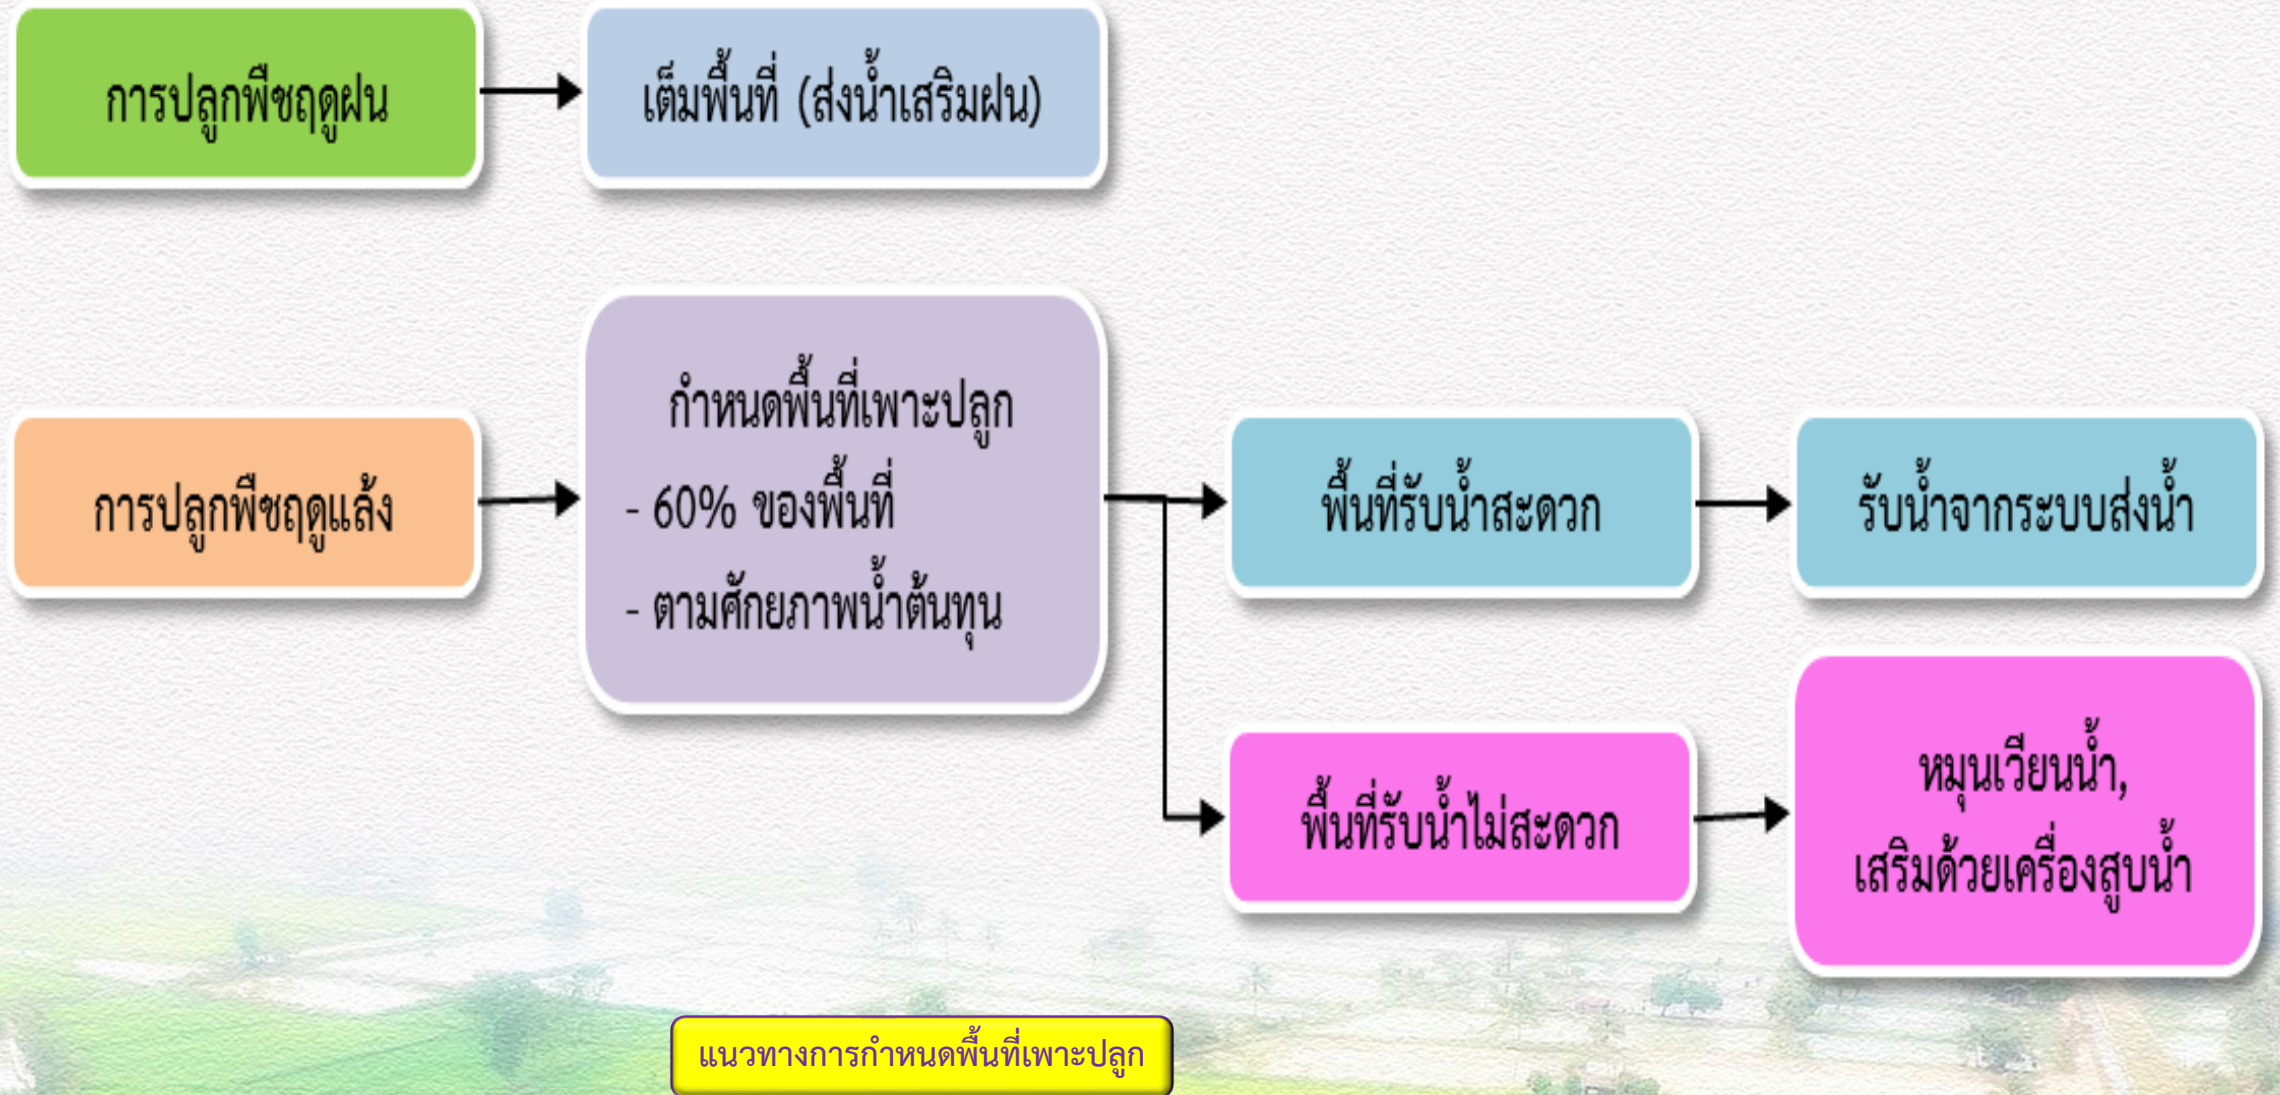 การปลูกพืชฤดูฝน
เต็มพื้นที่ (ส่งน้ำเสริมฝน)
การปลูกพืชฤดูแล้ง
กำหนดพื้นที่เพาะปลูก
- 60% ของพื้นที่
- ตามศักยภาพน้ำต้นทุน
พื้นที่รับน้ำสะดวก
รับน้ำจากระบบส่งน้ำ
พื้นที่รับน้ำไม่สะดวก
หมุนเวียนน้ำ,
เสริมด้วยเครื่องสูบน้ำ
แนวทางการกำหนดพื้นที่เพาะปลูก